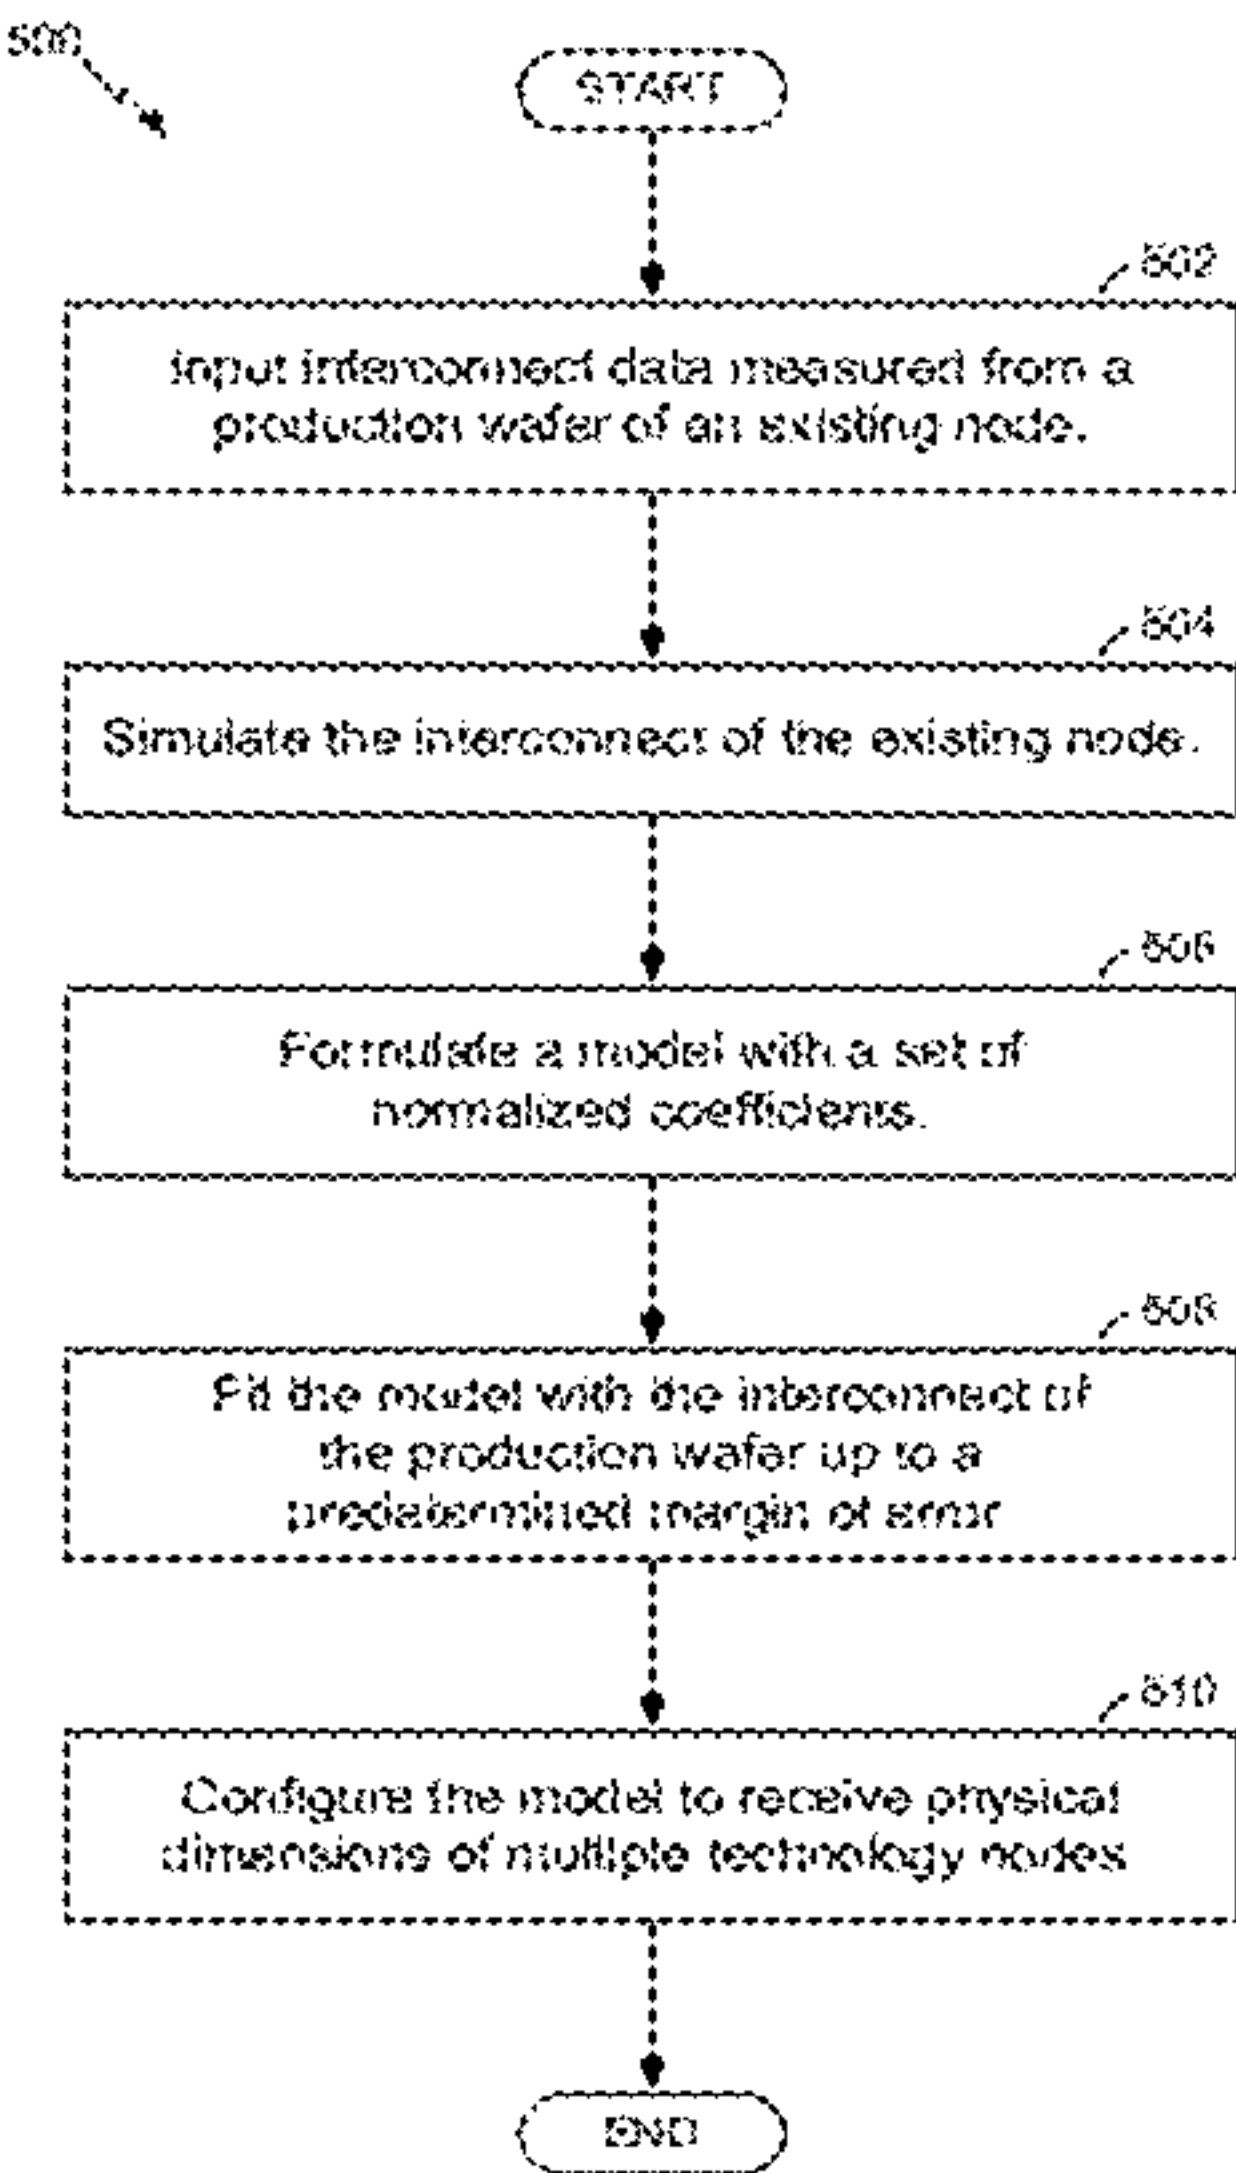 500
START
502
Input interconnect data measured from a
production wafer of an existing node.
504
Simulate the interconnect of the existing node.
506
Formulate a model with a set of
normalized coefficients.
508
Fit the model with the interconnect of
the production wafer up to a
predetermined margin of error
510
Configure the model to receive physical
dimensions of multiple technology nodes
END